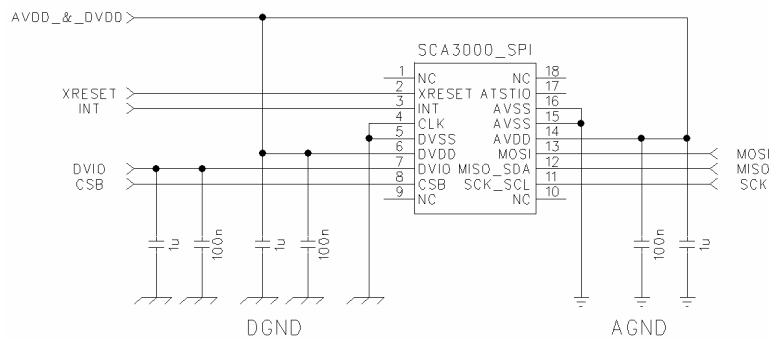 AVDD_&_DVDD
SCA3000_SPI
1 NC NC 18
XRESET 2 XRESET ATSTIO 17
INT 3 INT AVSS 16
4 CLK AVSS 15
5 DVSS AVDD 14
6 DVDD MOSI 13 MOSI
DVIO 7 DVIO MISO_SDA 12 MISO
CSB 8 CSB SCK_SCL 11 SCK
9 NC NC 10
1u 100n 1u 100n 100n 1u
DGND AGND